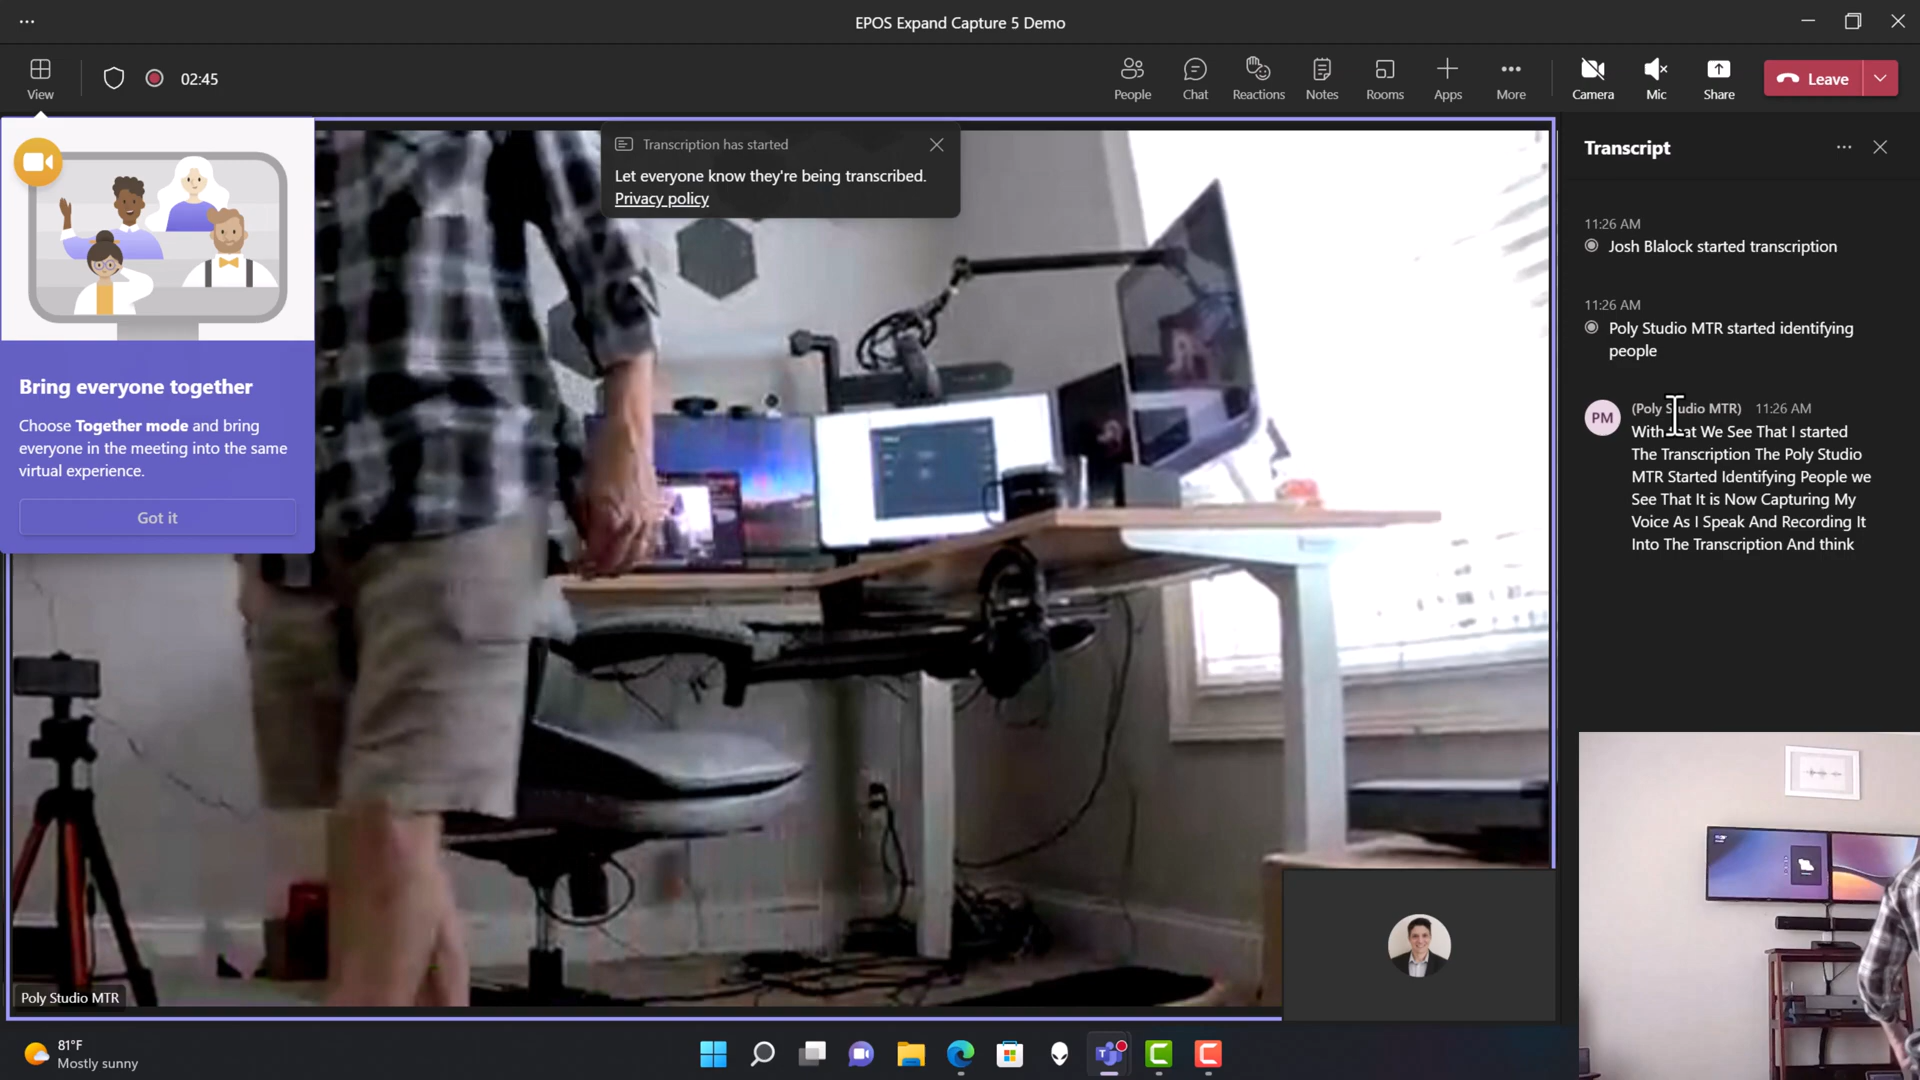 EPOS Expand Capture 5 Demo
View
02:45
People
Chat
Reactions
Notes
Rooms
Apps
More
Camera
Mic
Share
Leave
Transcription has started
Let everyone know they're being transcribed.
Privacy policy
Bring everyone together
Choose Together mode and bring
everyone in the meeting into the same
virtual experience.
Got it
Transcript
11:26 AM
Josh Blalock started transcription
11:26 AM
Poly Studio MTR started identifying
people
PM
(Poly Studio MTR) 11:26 AM
With That We See That I started
The Transcription The Poly Studio
MTR Started Identifying People we
See That It is Now Capturing My
Voice As I Speak And Recording It
Into The Transcription And think
Poly Studio MTR
81°F
Mostly sunny